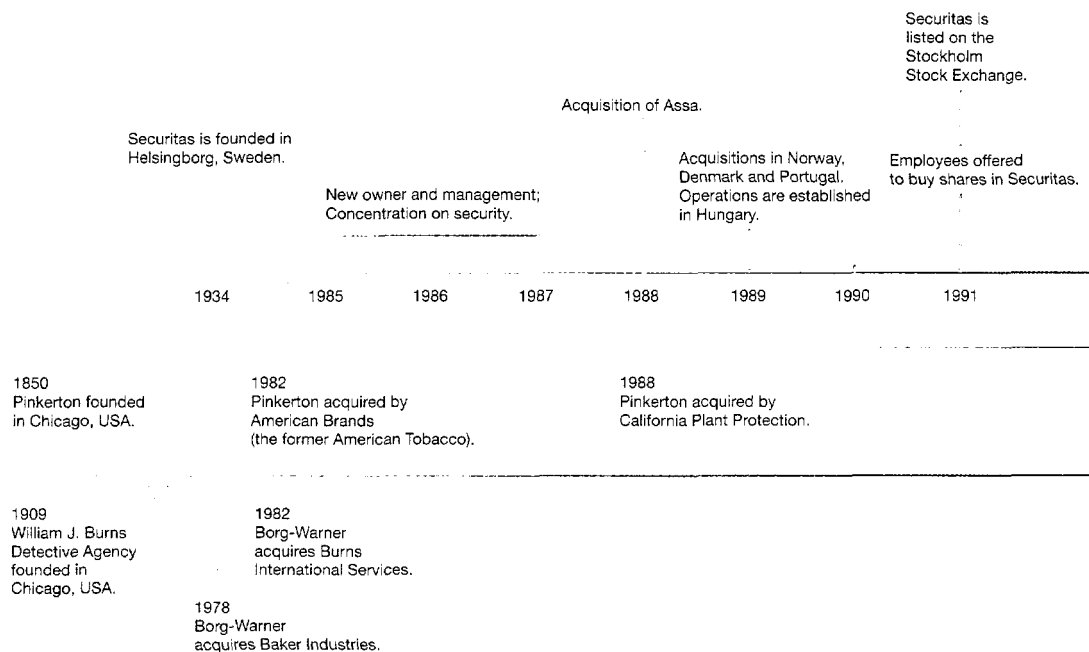 Securitas is
listed on the
Stockholm
Stock Exchange.
Acquisition of Assa.
Securitas is founded in
Helsingborg, Sweden.
Acquisitions in Norway,
Denmark and Portugal.
Operations are established
in Hungary.
Employees offered
to buy shares in Securitas.
New owner and management;
Concentration on security.
1934 1985 1986 1987 1988 1989 1990 1991
1850
Pinkerton founded
in Chicago, USA.
1982
Pinkerton acquired by
American Brands
(the former American Tobacco).
1988
Pinkerton acquired by
California Plant Protection.
1909
William J. Burns
Detective Agency
founded in
Chicago, USA.
1982
Borg-Warner
acquires Burns
International Services.
1978
Borg-Warner
acquires Baker Industries.